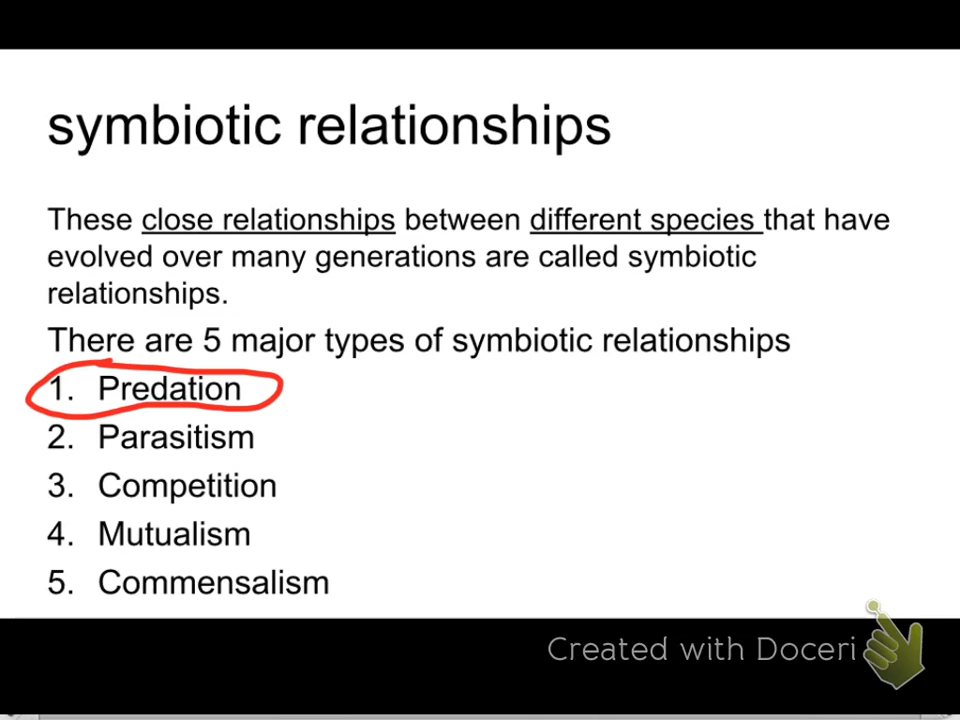 symbiotic relationships
These close relationships between different species that have
evolved over many generations are called symbiotic
relationships.
There are 5 major types of symbiotic relationships
1. Predation
2. Parasitism
3. Competition
4. Mutualism
5. Commensalism
Created with Doceri